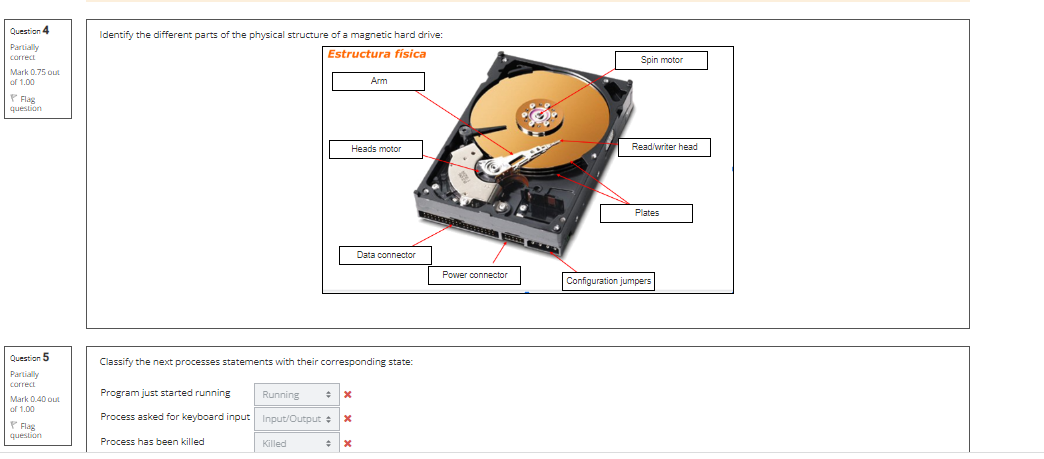 Question 4
Partially
correct
Mark 0.75 out
of 1.00
Flag
question
Identify the different parts of the physical structure of a magnetic hard drive:
Estructura física
Spin motor
Arm
Heads motor
Read/writer head
Plates
Data connector
Power connector
Configuration jumpers
Question 5
Partially
correct
Mark 0.40 out
of 1.00
Flag
question
Classify the next processes statements with their corresponding state:
Program just started running Running
Process asked for keyboard input Input/Output
Process has been killed Killed